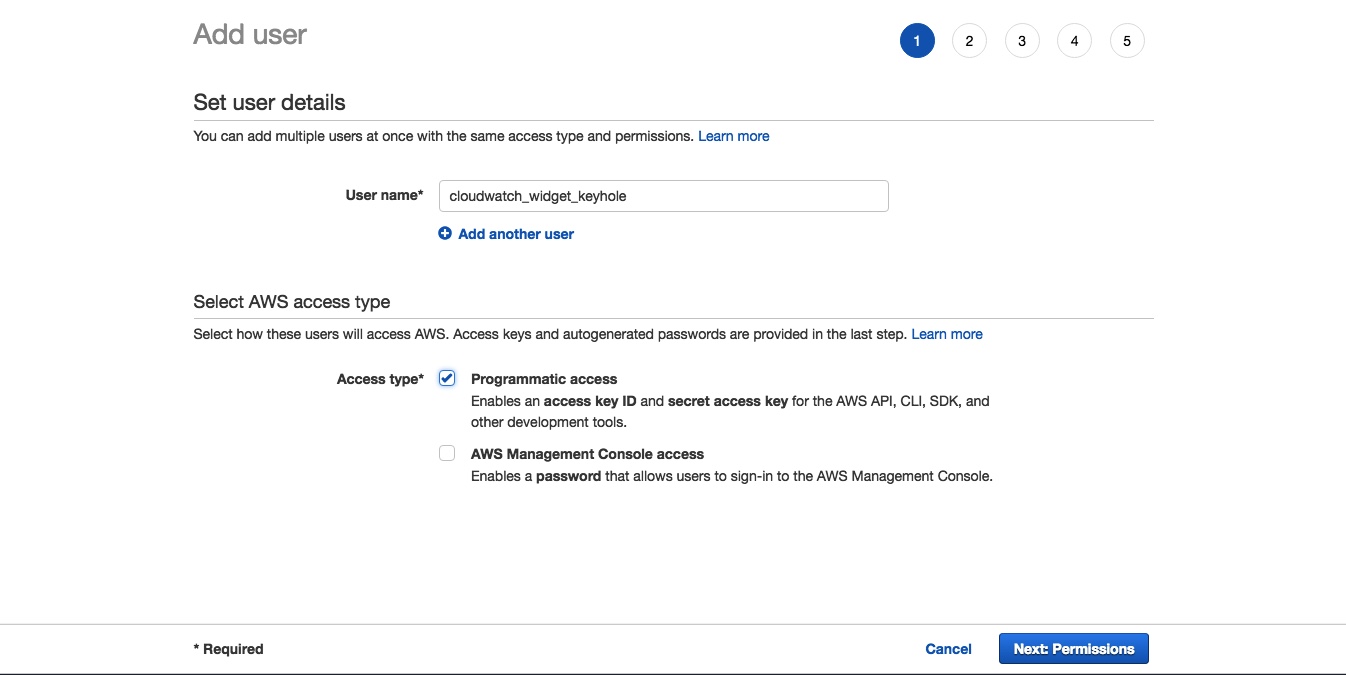 Add user
1 2 3 4 5
Set user details
You can add multiple users at once with the same access type and permissions. Learn more
User name* cloudwatch_widget_keyhole
Add another user
Select AWS access type
Select how these users will access AWS. Access keys and autogenerated passwords are provided in the last step. Learn more
Access type* Programmatic access
Enables an access key ID and secret access key for the AWS API, CLI, SDK, and
other development tools.
AWS Management Console access
Enables a password that allows users to sign-in to the AWS Management Console.
* Required Cancel Next: Permissions